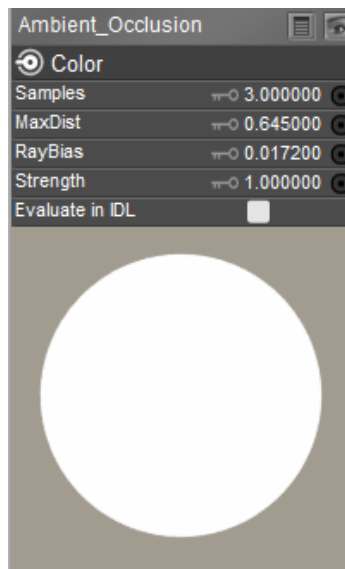 Ambient_Occlusion
Color
Samples 3.000000
MaxDist 0.645000
RayBias 0.017200
Strength 1.000000
Evaluate in IDL